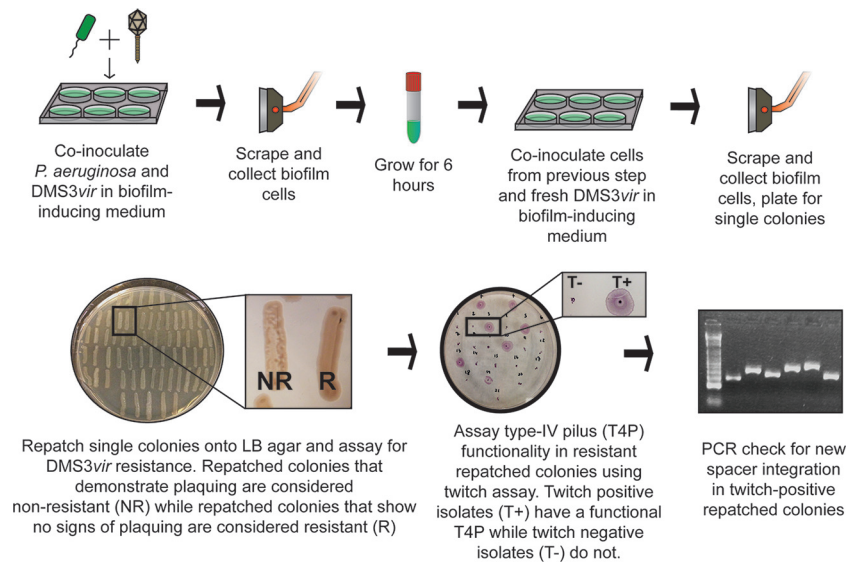 Co-inoculate
P. aeruginosa and
DMS3vir in biofilm-
inducing medium
Scrape and
collect biofilm
cells
Grow for 6
hours
Co-inoculate cells
from previous step
and fresh DMS3vir in
biofilm-inducing
medium
Scrape and
collect biofilm
cells, plate for
single colonies
NR R
Repatch single colonies onto LB agar and assay for
DMS3vir resistance. Repatched colonies that
demonstrate plaquing are considered
non-resistant (NR) while repatched colonies that show
no signs of plaquing are considered resistant (R)
T- T+
Assay type-IV pilus (T4P)
functionality in resistant
repatched colonies using
twitch assay. Twitch positive
isolates (T+) have a functional
T4P while twitch negative
isolates (T-) do not.
PCR check for new
spacer integration
in twitch-positive
repatched colonies